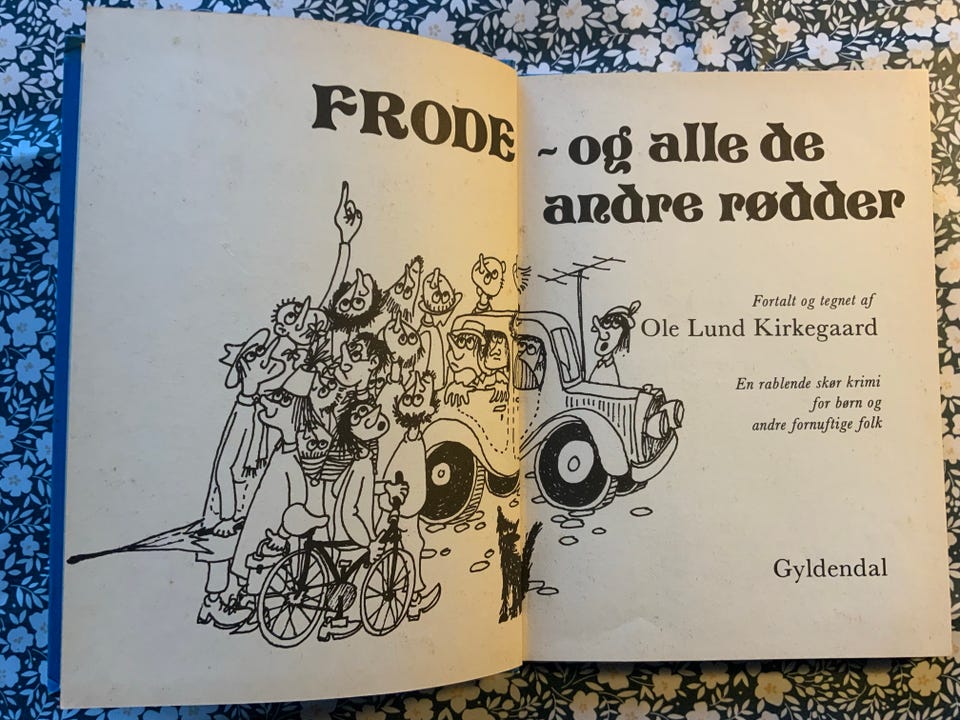 FRODE - og alle de
andre rødder
Fortalt og tegnet af
Ole Lund Kirkegaard
En rablende skør krimi
for børn og
andre fornuftige folk
Gyldendal